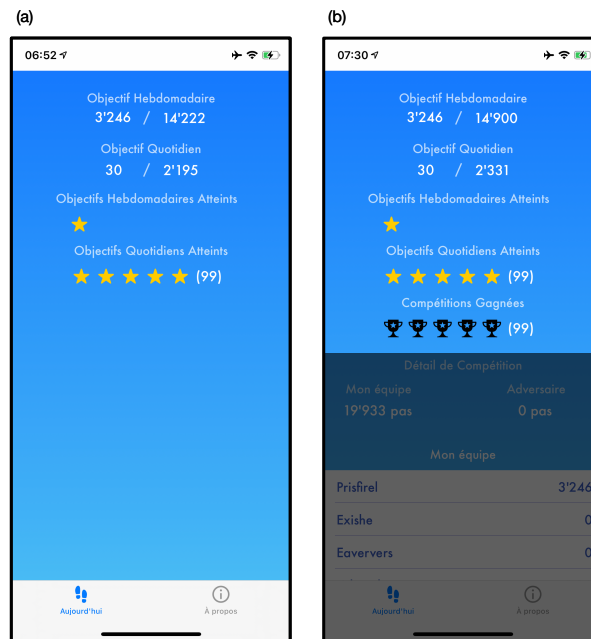 (a)
06:52
Objectif Hebdomadaire
3'246 / 14'222
Objectif Quotidien
30 / 2'195
Objectifs Hebdomadaires Atteints
Objectifs Quotidiens Atteints
(99)
Aujourd'hui
À propos
(b)
07:30
Objectif Hebdomadaire
3'246 / 14'900
Objectif Quotidien
30 / 2'331
Objectifs Hebdomadaires Atteints
Objectifs Quotidiens Atteints
(99)
Compétitions Gagnées
(99)
Détail de Compétition
Mon équipe Adversaire
19'933 pas 0 pas
Mon équipe
Prisfirel 3'246
Exishe 0
Eaververs 0
Aujourd'hui
À propos